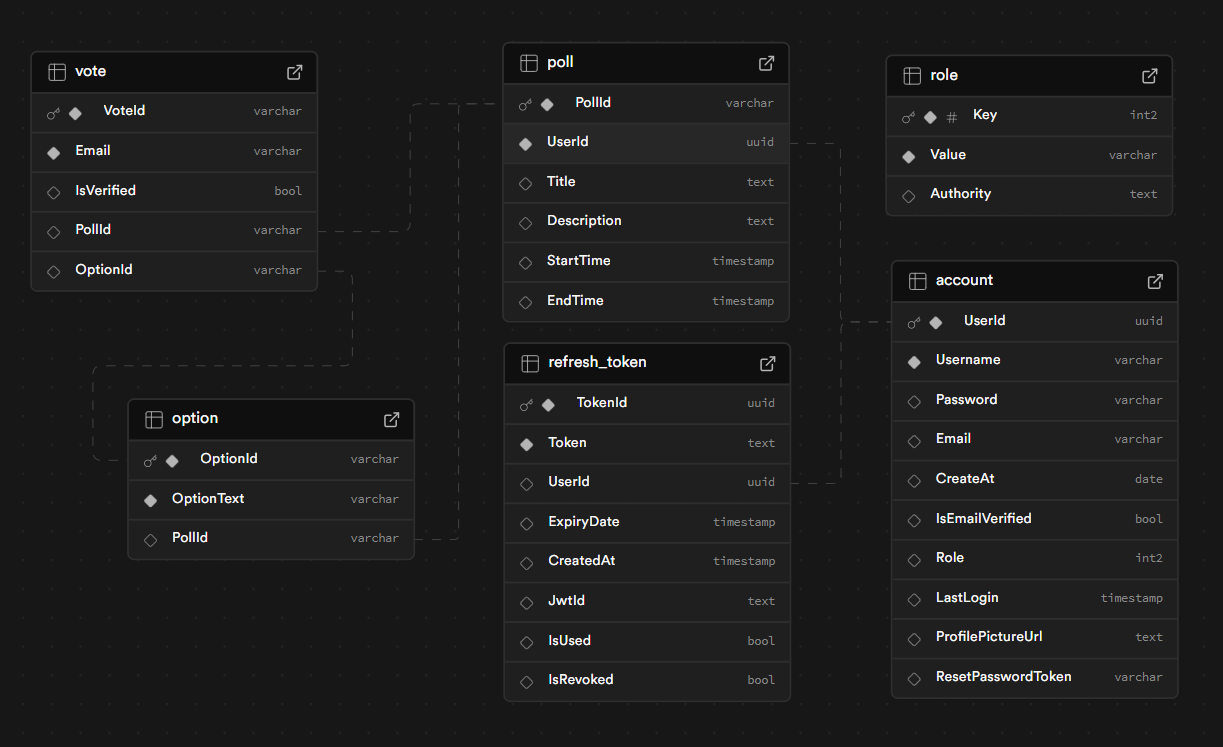 vote
VoteId varchar
Email varchar
IsVerified bool
PollId varchar
OptionId varchar
option
OptionId varchar
OptionText varchar
PollId varchar
poll
PollId varchar
UserId uuid
Title text
Description text
StartTime timestamp
EndTime timestamp
refresh_token
TokenId uuid
Token text
UserId uuid
ExpiryDate timestamp
CreatedAt timestamp
JwtId text
IsUsed bool
IsRevoked bool
role
# Key int2
Value varchar
Authority text
account
UserId uuid
Username varchar
Password varchar
Email varchar
CreateAt date
IsEmailVerified bool
Role int2
LastLogin timestamp
ProfilePictureUrl text
ResetPasswordToken varchar